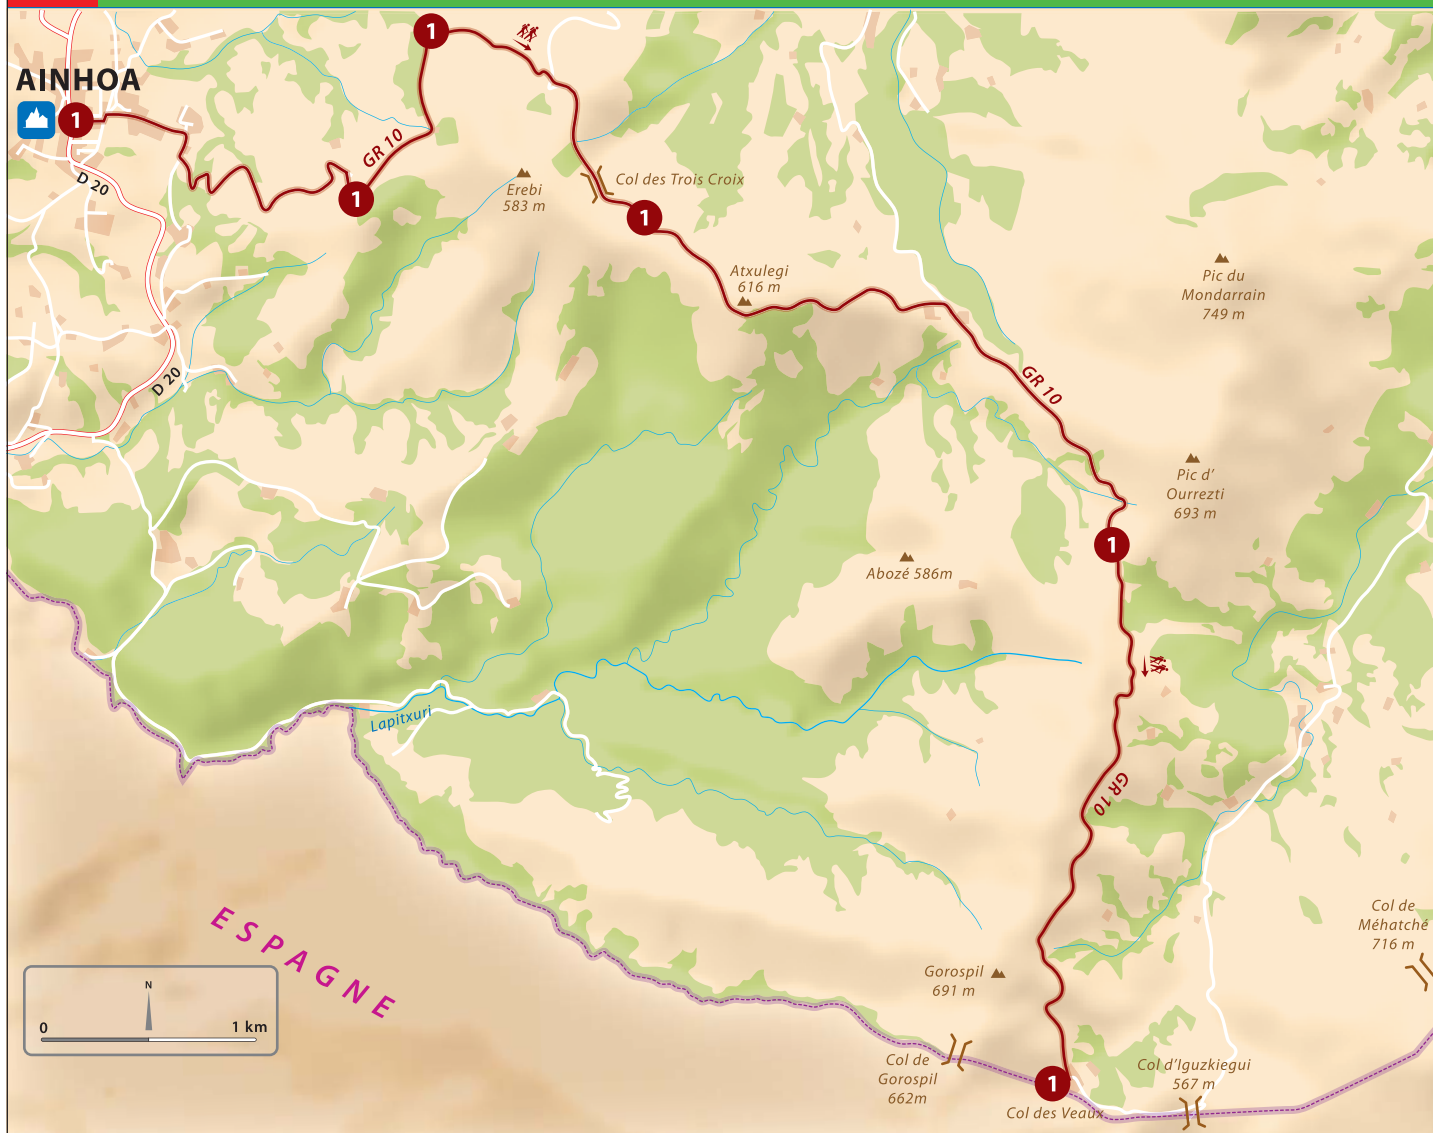 1
AINHOA
1
GR 10
D 20
1
Erebi
583 m
Col des Trois Croix
1
Atxulegi
616 m
Pic du
Mondarrain
749 m
D 20
GR 10
Pic d'
Ourrezti
693 m
1
Abozé 586m
Lapitxuri
GR 10
ESPAGNE
Col de
Méhatché
716 m
Gorospil
691 m
N
0
1 km
Col de
Gorospil
662m
1
Col des Veaux
Col d'Iguzkiegui
567 m